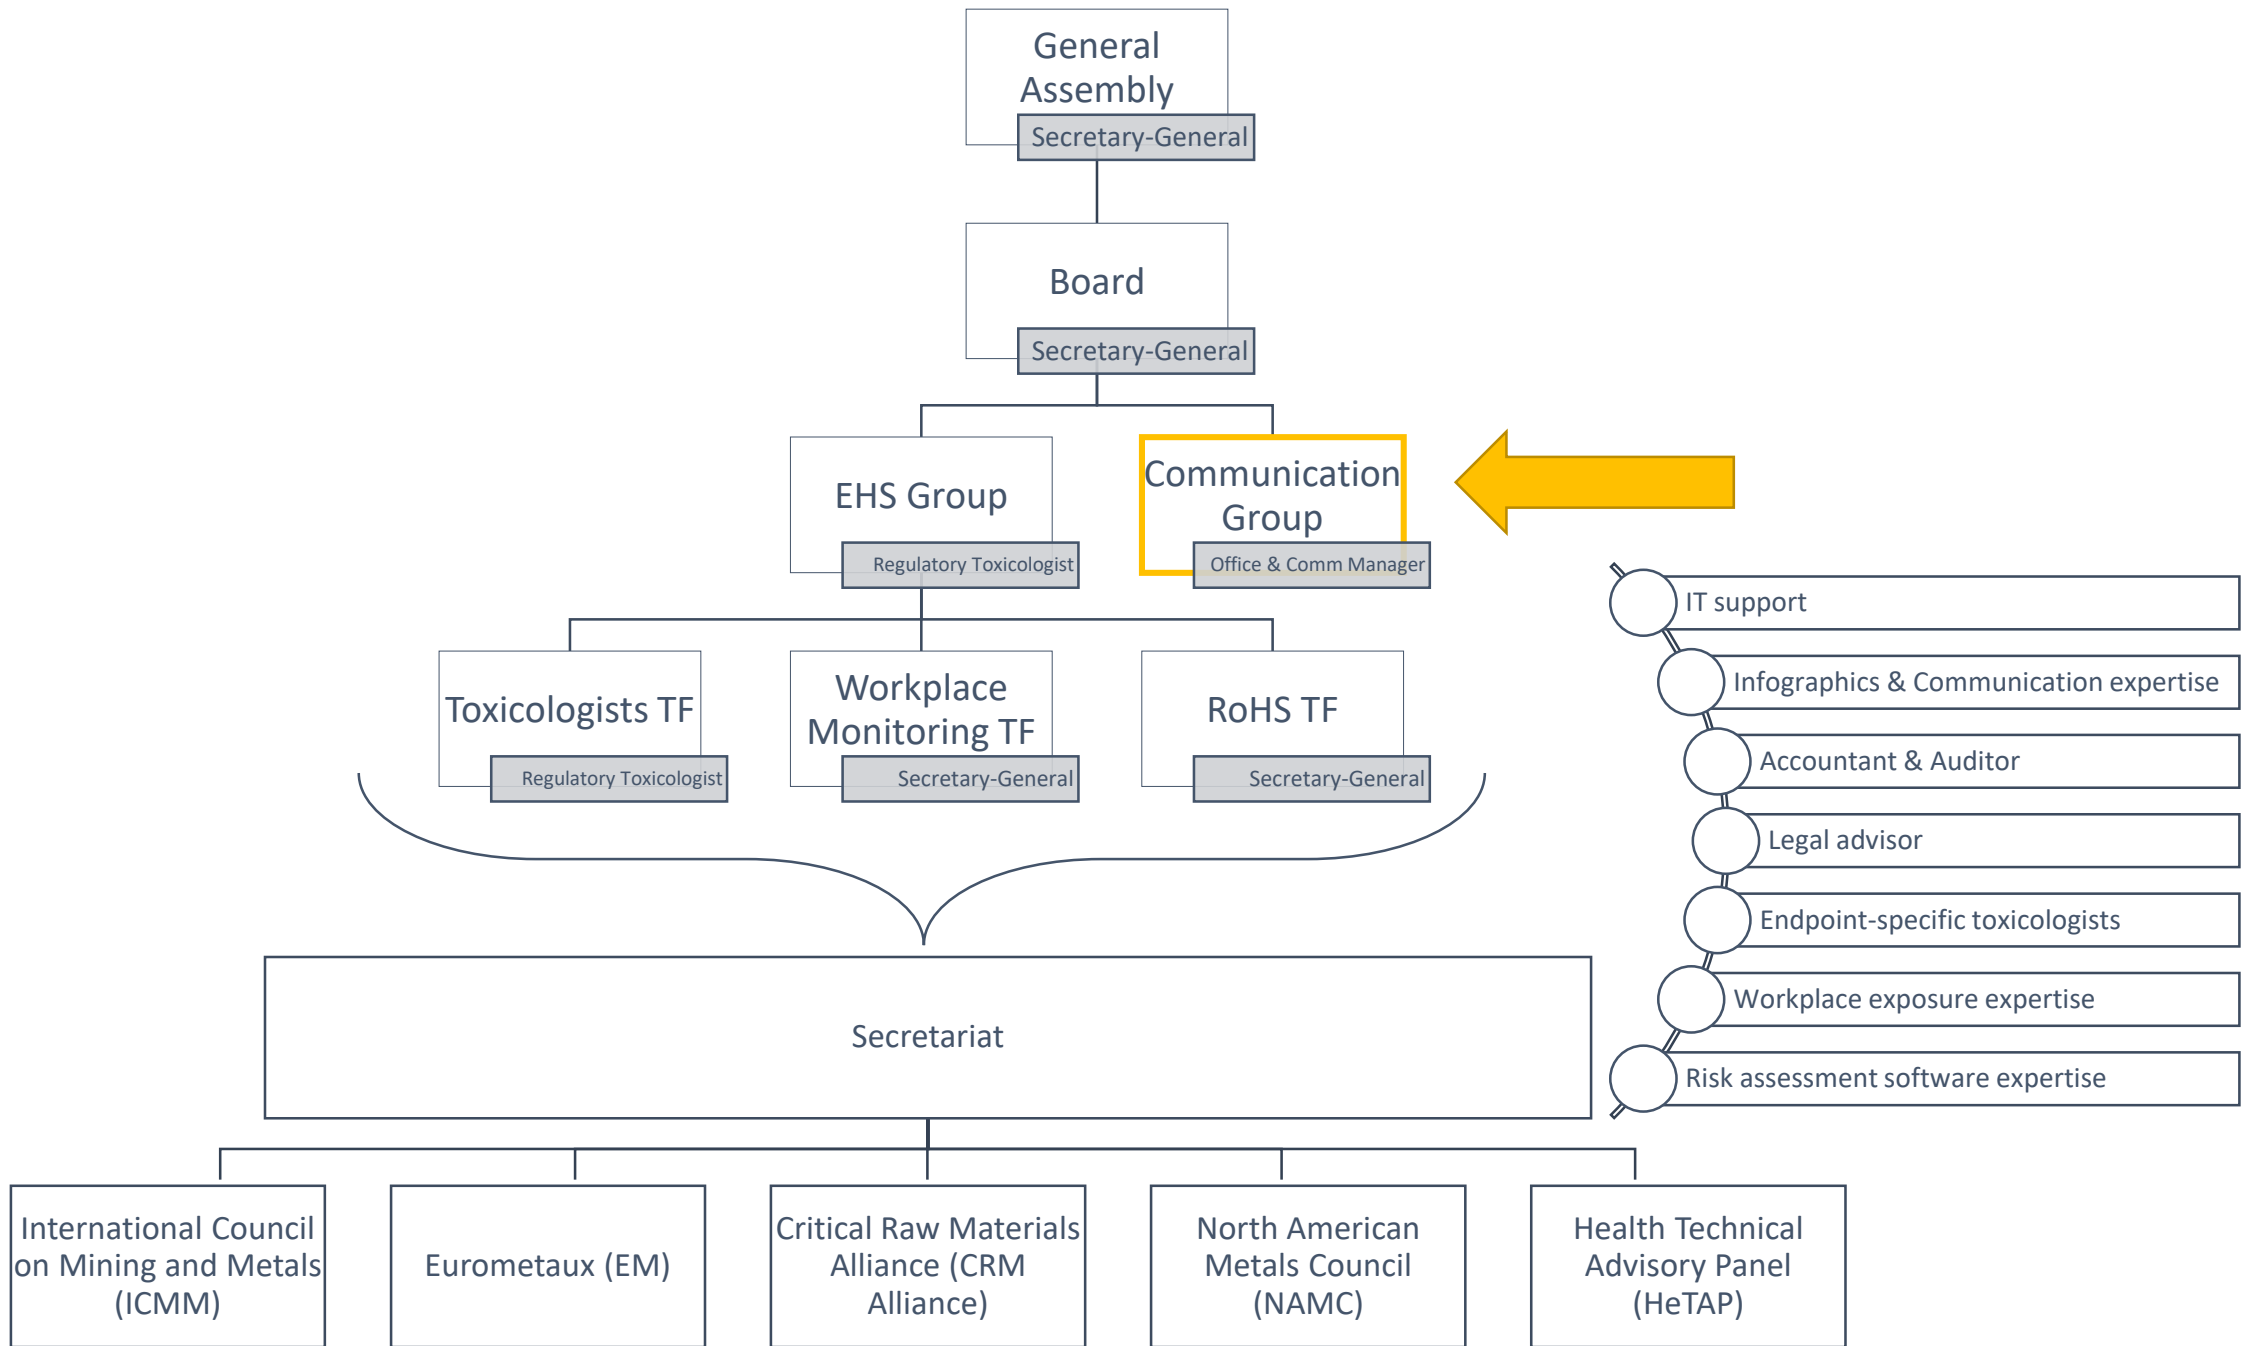 General
Assembly
Secretary-General
Board
Secretary-General
EHS Group
Regulatory Toxicologist
Communication
Group
Office & Comm Manager
Toxicologists TF
Regulatory Toxicologist
Workplace
Monitoring TF
Secretary-General
RoHS TF
Secretary-General
IT support
Infographics & Communication expertise
Accountant & Auditor
Legal advisor
Endpoint-specific toxicologists
Workplace exposure expertise
Risk assessment software expertise
Secretariat
International Council
on Mining and Metals
(ICMM)
Eurometaux (EM)
Critical Raw Materials
Alliance (CRM
Alliance)
North American
Metals Council
(NAMC)
Health Technical
Advisory Panel
(HeTAP)